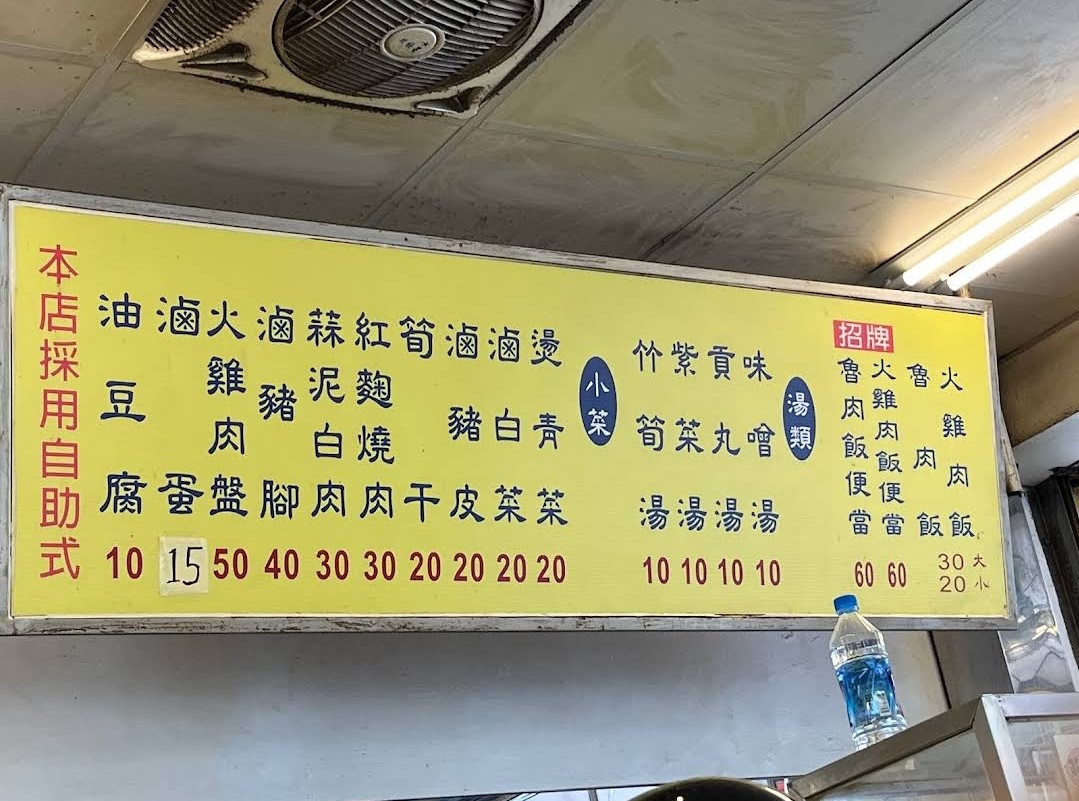 火雞肉飯
魯肉飯
30大
20小
招牌
火雞肉飯便當 60
魯肉飯便當 60
湯類
味噌湯 10
貢丸湯 10
紫菜湯 10
竹筍湯 10
小菜
燙青菜 20
滷白菜 20
滷豬皮 20
筍干 20
紅麴燒肉 30
蒜泥白肉 30
滷豬腳 40
火雞肉盤 50
滷蛋 15
油豆腐 10
本店採用自助式